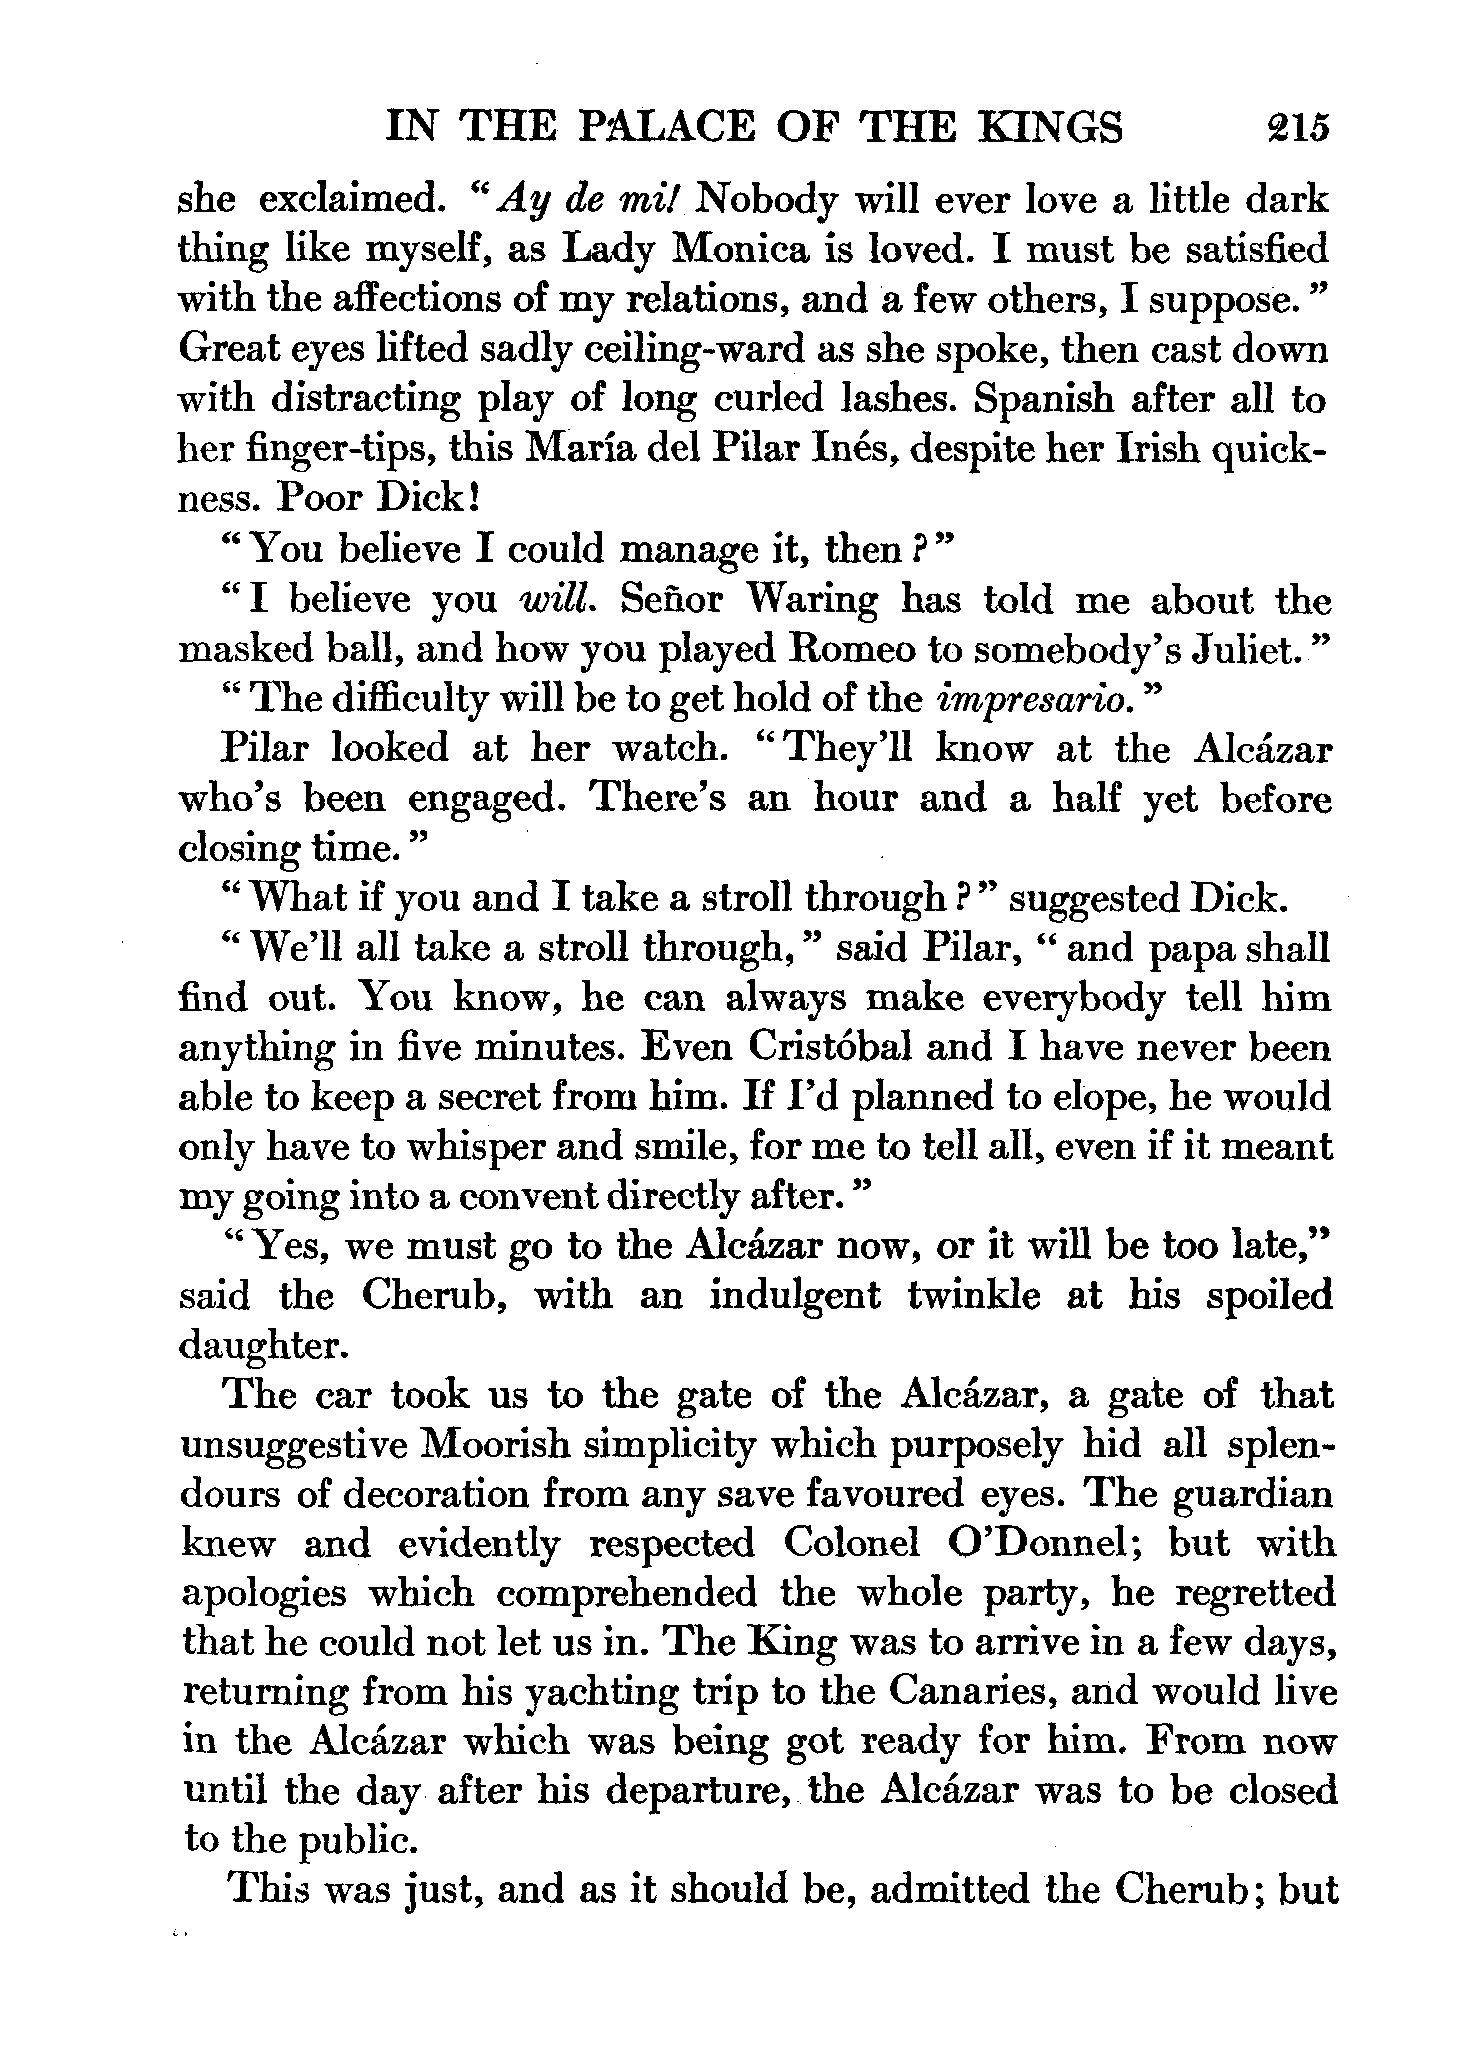 IN THE PALACE OF THE KINGS 215
she exclaimed. "Ay de mi! Nobody will ever love a little dark
thing like myself, as Lady Monica is loved. I must be satisfied
with the affections of my relations, and a few others, I suppose."
Great eyes lifted sadly ceiling-ward as she spoke, then cast down
with distracting play of long curled lashes. Spanish after all to
her finger-tips, this María del Pilar Inés, despite her Irish quick-
ness. Poor Dick!
"You believe I could manage it, then?"
"I believe you will. Señor Waring has told me about the
masked ball, and how you played Romeo to somebody's Juliet."
"The difficulty will be to get hold of the impresario."
Pilar looked at her watch. "They'll know at the Alcázar
who's been engaged. There's an hour and a half yet before
closing time."
"What if you and I take a stroll through?" suggested Dick.
"We'll all take a stroll through," said Pilar, "and papa shall
find out. You know, he can always make everybody tell him
anything in five minutes. Even Cristóbal and I have never been
able to keep a secret from him. If I'd planned to elope, he would
only have to whisper and smile, for me to tell all, even if it meant
my going into a convent directly after."
"Yes, we must go to the Alcázar now, or it will be too late,"
said the Cherub, with an indulgent twinkle at his spoiled
daughter.
The car took us to the gate of the Alcázar, a gate of that
unsuggestive Moorish simplicity which purposely hid all splen-
dours of decoration from any save favoured eyes. The guardian
knew and evidently respected Colonel O'Donnel; but with
apologies which comprehended the whole party, he regretted
that he could not let us in. The King was to arrive in a few days,
returning from his yachting trip to the Canaries, and would live
in the Alcázar which was being got ready for him. From now
until the day after his departure, the Alcázar was to be closed
to the public.
This was just, and as it should be, admitted the Cherub; but